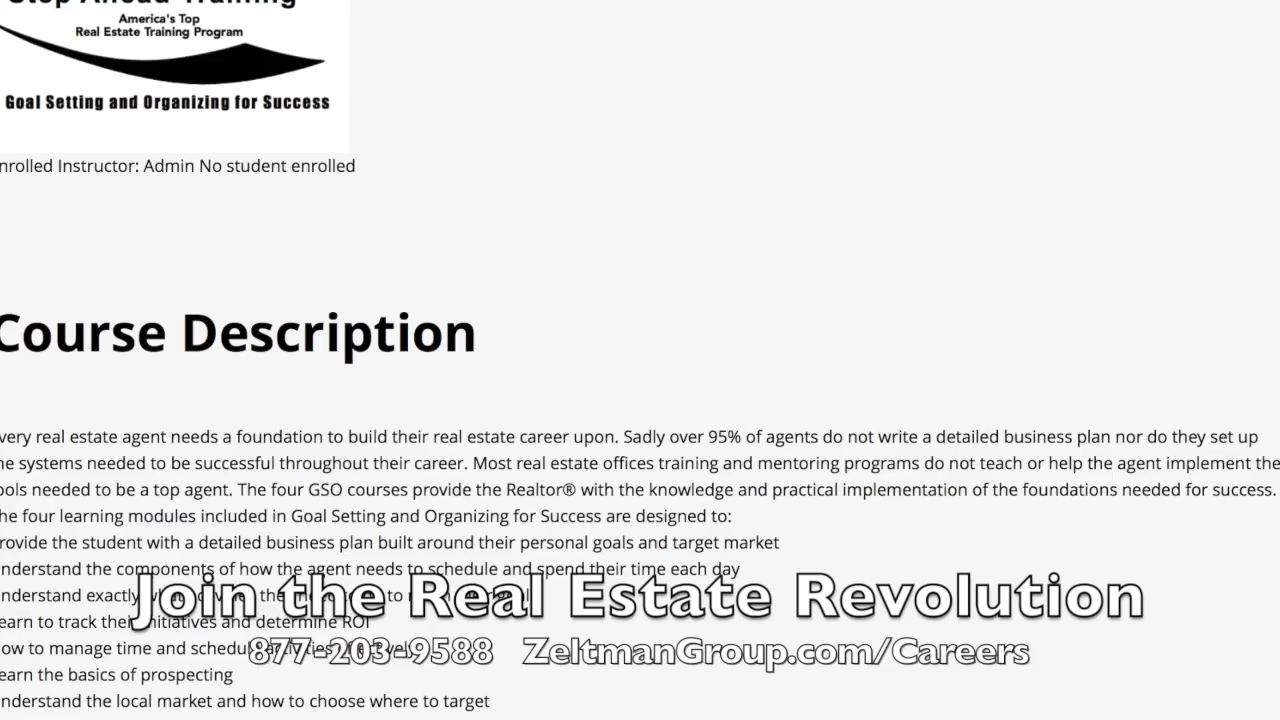 Step Ahead Training
America's Top
Real Estate Training Program
Goal Setting and Organizing for Success
nrolled Instructor: Admin No student enrolled
Course Description
very real estate agent needs a foundation to build their real estate career upon. Sadly over 95% of agents do not write a detailed business plan nor do they set up
he systems needed to be successful throughout their career. Most real estate offices training and mentoring programs do not teach or help the agent implement the
ools needed to be a top agent. The four GSO courses provide the Realtor® with the knowledge and practical implementation of the foundations needed for success.
he four learning modules included in Goal Setting and Organizing for Success are designed to:
rovide the student with a detailed business plan built around their personal goals and target market
nderstand the components of how the agent needs to schedule and spend their time each day
nderstand exactly
earn to track their initiatives and determine ROI
ow to manage time and schedule
earn the basics of prospecting
nderstand the local market and how to choose where to target
Join the Real Estate Revolution
877-203-9588 ZeltmanGroup.com/Careers